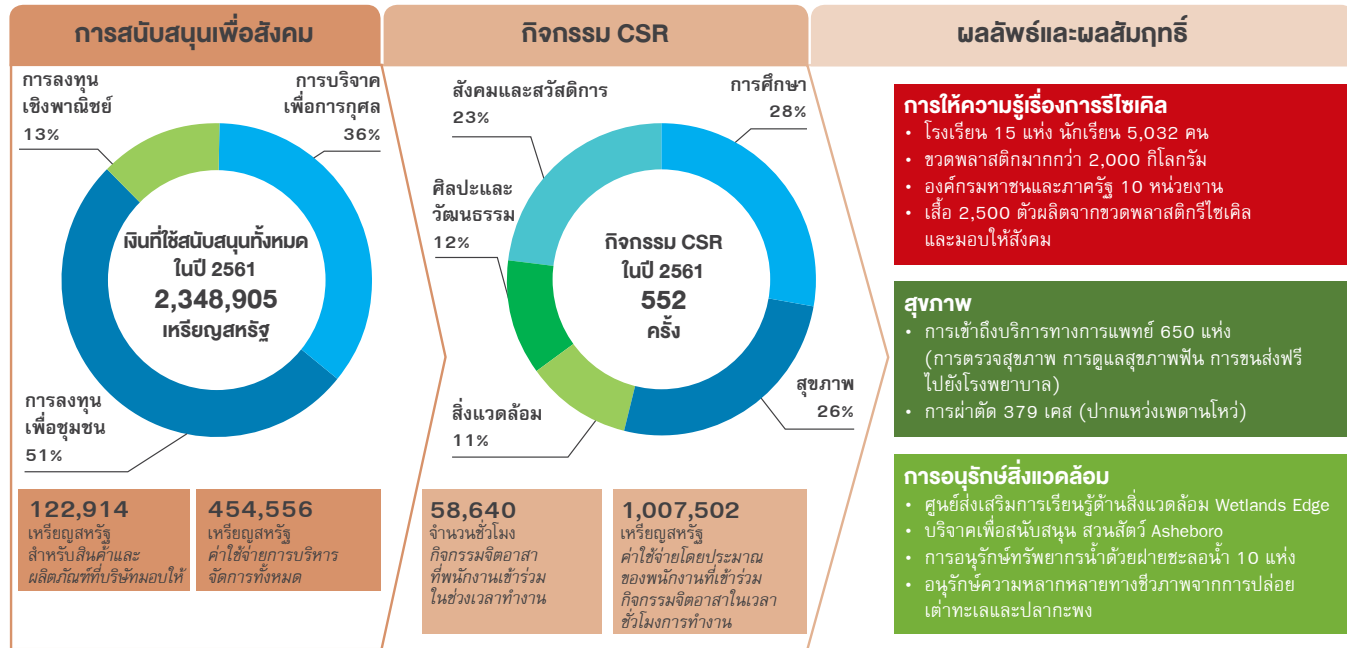 การสนับสนุนเพื่อสังคม
การลงทุน
เชิงพาณิชย์
13%
การบริจาค
เพื่อการกุศล
36%
เงินที่ใช้สนับสนุนทั้งหมด
ในปี 2561
2,348,905
เหรียญสหรัฐ
การลงทุน
เพื่อชุมชน
51%
122,914
เหรียญสหรัฐ
สำหรับสินค้าและ
ผลิตภัณฑ์ที่บริษัทมอบให้
454,556
เหรียญสหรัฐ
ค่าใช้จ่ายการบริหาร
จัดการทั้งหมด
กิจกรรม CSR
สังคมและสวัสดิการ
23%
การศึกษา
28%
ศิลปะและ
วัฒนธรรม
12%
กิจกรรม CSR
ในปี 2561
552
ครั้ง
สิ่งแวดล้อม
11%
สุขภาพ
26%
58,640
จำนวนชั่วโมง
กิจกรรมจิตอาสา
ที่พนักงานเข้าร่วม
ในช่วงเวลาทำงาน
1,007,502
เหรียญสหรัฐ
ค่าใช้จ่ายโดยประมาณ
ของพนักงานที่เข้าร่วม
กิจกรรมจิตอาสาในเวลา
ชั่วโมงการทำงาน
ผลลัพธ์และผลสัมฤทธิ์
การให้ความรู้เรื่องการรีไซเคิล
• โรงเรียน 15 แห่ง นักเรียน 5,032 คน
• ขวดพลาสติกมากกว่า 2,000 กิโลกรัม
• องค์กรมหาชนและภาครัฐ 10 หน่วยงาน
• เสื้อ 2,500 ตัวผลิตจากขวดพลาสติกรีไซเคิล
และมอบให้สังคม
สุขภาพ
• การเข้าถึงบริการทางการแพทย์ 650 แห่ง
(การตรวจสุขภาพ การดูแลสุขภาพฟัน การขนส่งฟรี
ไปยังโรงพยาบาล)
• การผ่าตัด 379 เคส (ปากแหว่งเพดานโหว่)
การอนุรักษ์สิ่งแวดล้อม
• ศูนย์ส่งเสริมการเรียนรู้ด้านสิ่งแวดล้อม Wetlands Edge
• บริจาคเพื่อสนับสนุน สวนสัตว์ Asheboro
• การอนุรักษ์ทรัพยากรน้ำด้วยฝายชะลอน้ำ 10 แห่ง
• อนุรักษ์ความหลากหลายทางชีวภาพจากการปล่อย
เต่าทะเลและปลากะพง